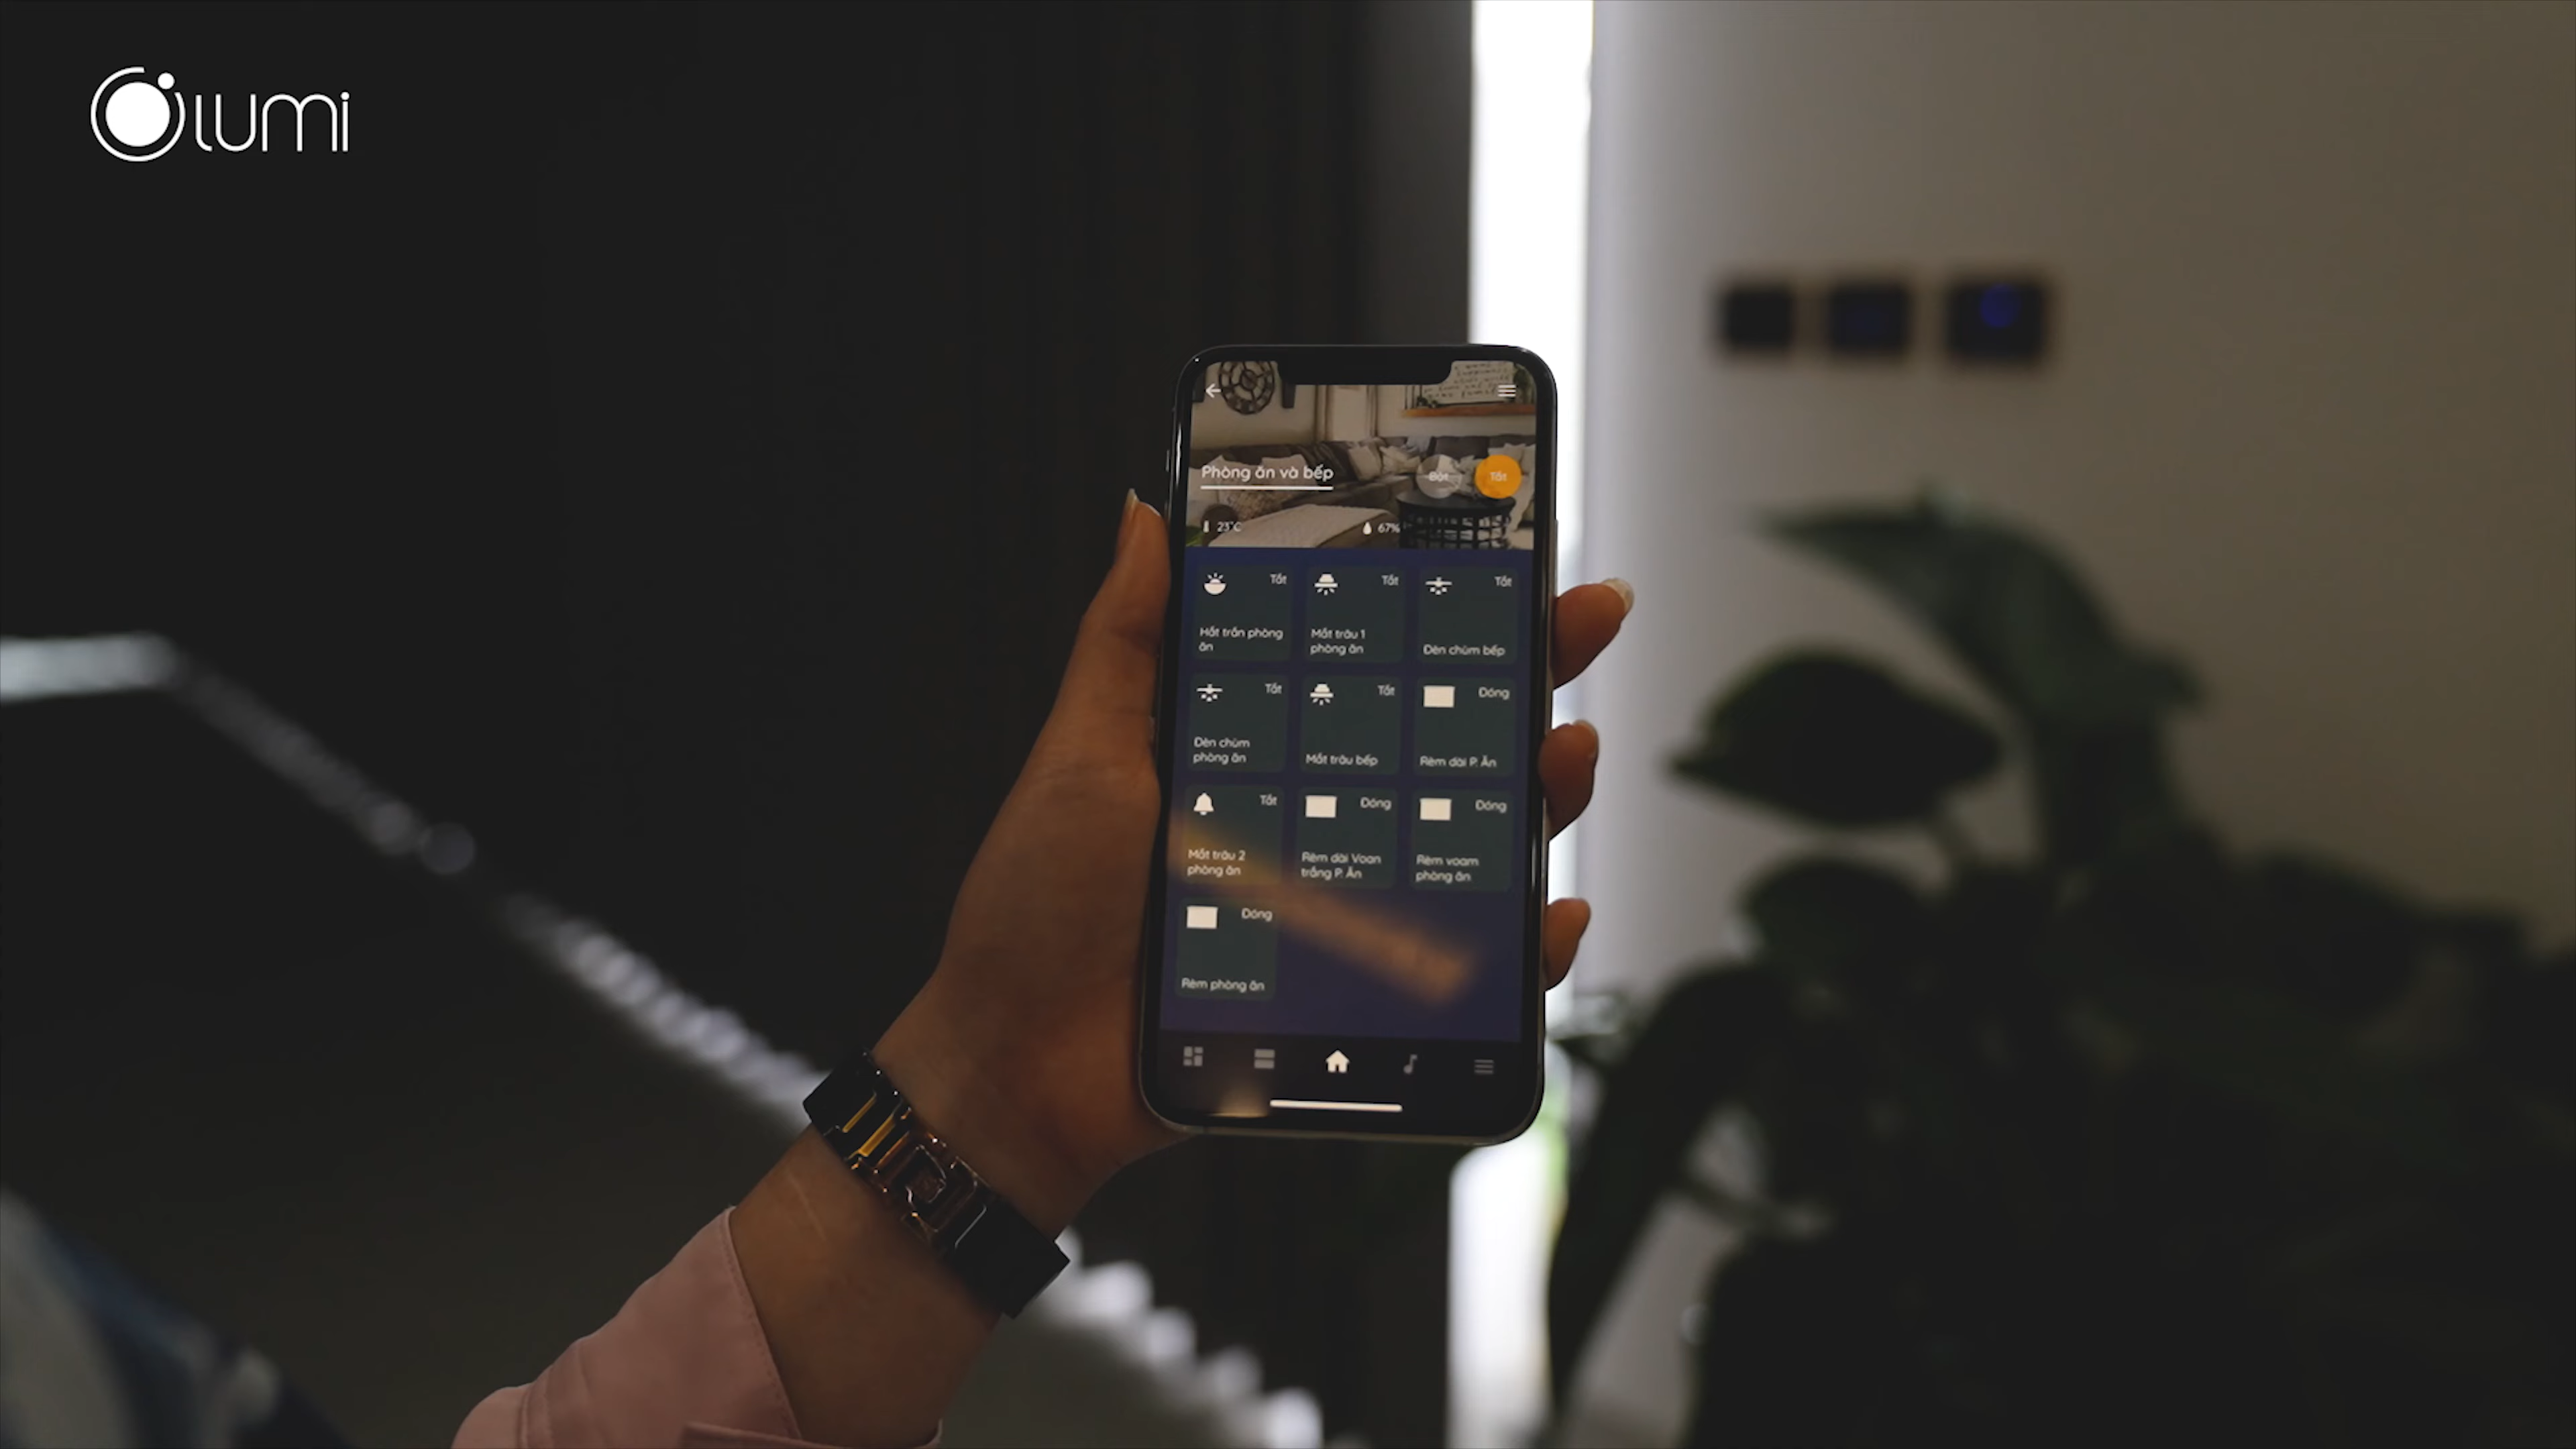 lumi
Phòng ăn và bếp
Bật
Tắt
23°C
67%
Tắt
Hắt trần phòng
ăn
Tắt
Mắt trâu 1
phòng ăn
Tắt
Đèn chùm bếp
Tắt
Đèn chùm
phòng ăn
Tắt
Mắt trâu bếp
Đóng
Rèm dài P. Ăn
Tắt
Mắt trâu 2
phòng ăn
Đóng
Rèm dài Voan
trắng P. Ăn
Đóng
Rèm voam
phòng ăn
Đóng
Rèm phòng ăn